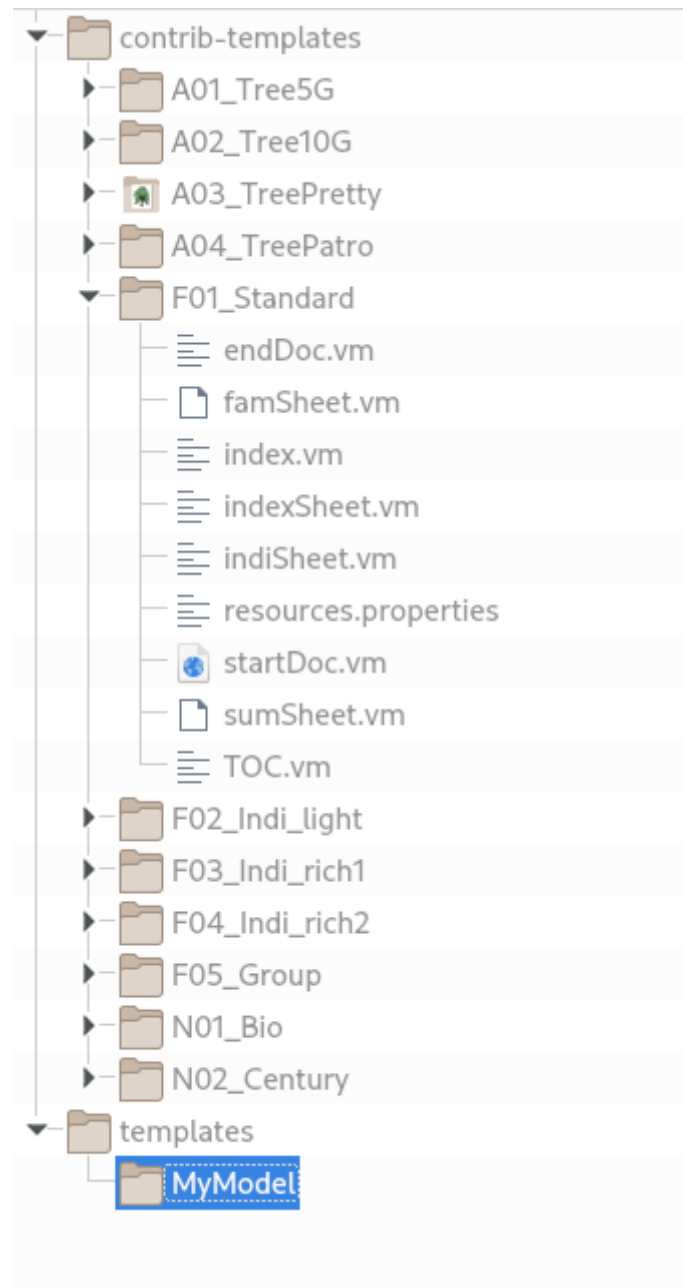 contrib-templates
A01_Tree5G
A02_Tree10G
A03_TreePretty
A04_TreePatro
F01_Standard
endDoc.vm
famSheet.vm
index.vm
indexSheet.vm
indiSheet.vm
resources.properties
startDoc.vm
sumSheet.vm
TOC.vm
F02_Indi_light
F03_Indi_rich1
F04_Indi_rich2
F05_Group
N01_Bio
N02_Century
templates
MyModel